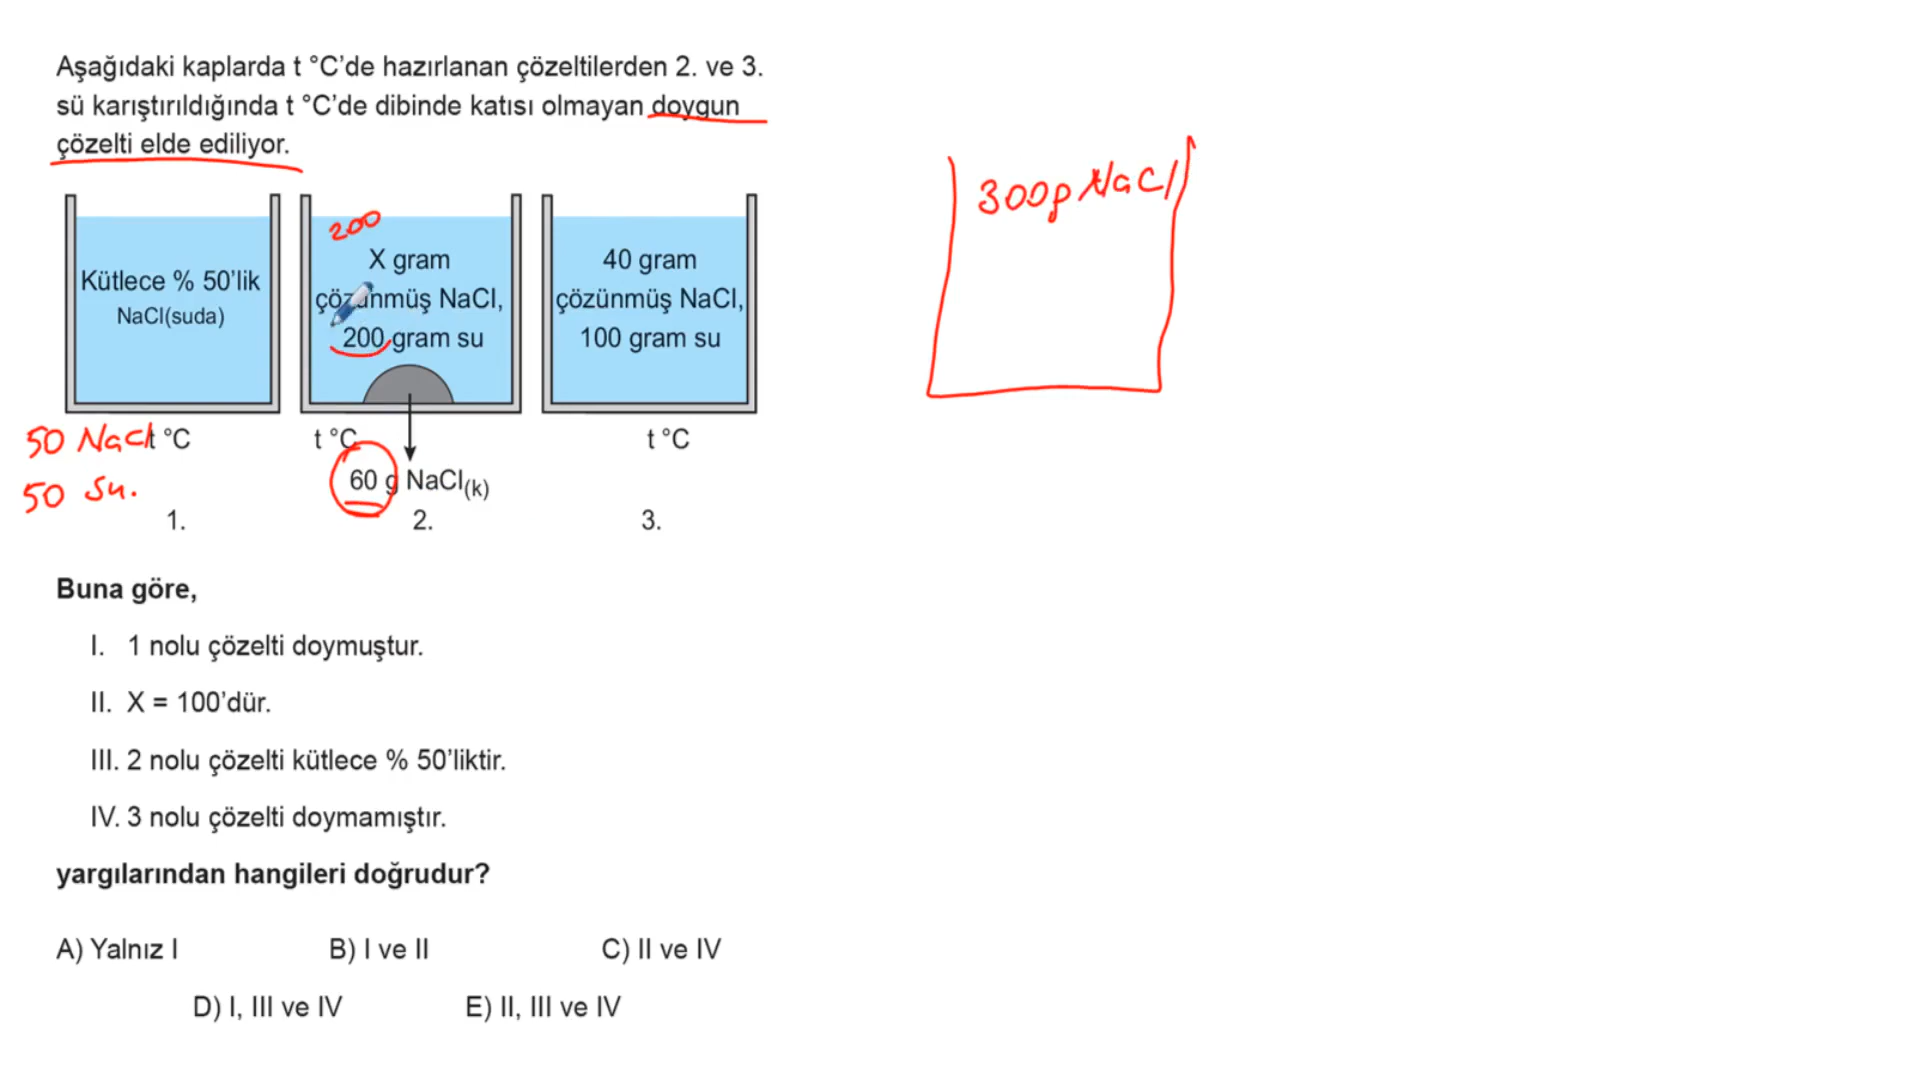 Aşağıdaki kaplarda t °C’de hazırlanan çözeltilerden 2. ve 3.
sü karıştırıldığında t °C’de dibinde katısı olmayan doygun
çözelti elde ediliyor.
Kütlece % 50’lik
NaCl(suda)
200
X gram
çözünmüş NaCl,
200 gram su
40 gram
çözünmüş NaCl,
100 gram su
300g NaCl
50 NaCl t °C
50 Su.
t °C
t °C
60 g NaCl(k)
1.
2.
3.
Buna göre,
I. 1 nolu çözelti doymuştur.
II. X = 100’dür.
III. 2 nolu çözelti kütlece % 50’liktir.
IV. 3 nolu çözelti doymamıştır.
yargılarından hangileri doğrudur?
A) Yalnız I B) I ve II C) II ve IV
D) I, III ve IV E) II, III ve IV